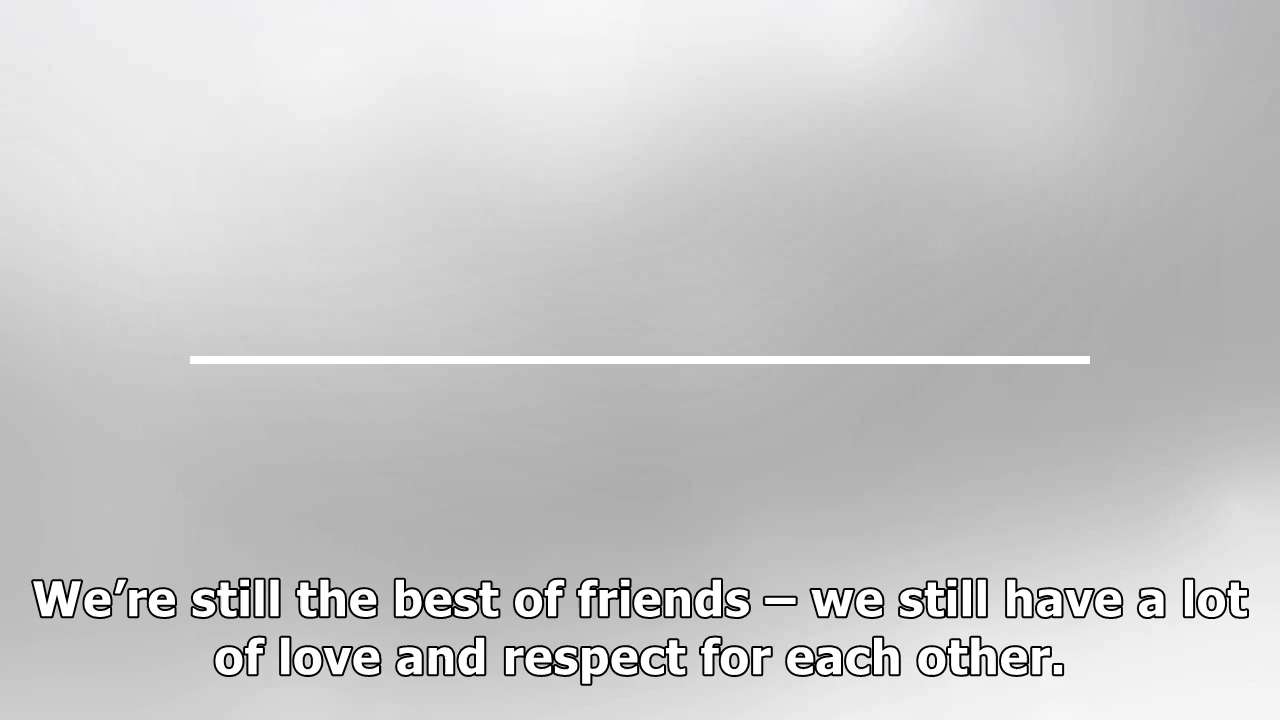 We’re still the best of friends – we still have a lot
of love and respect for each other.